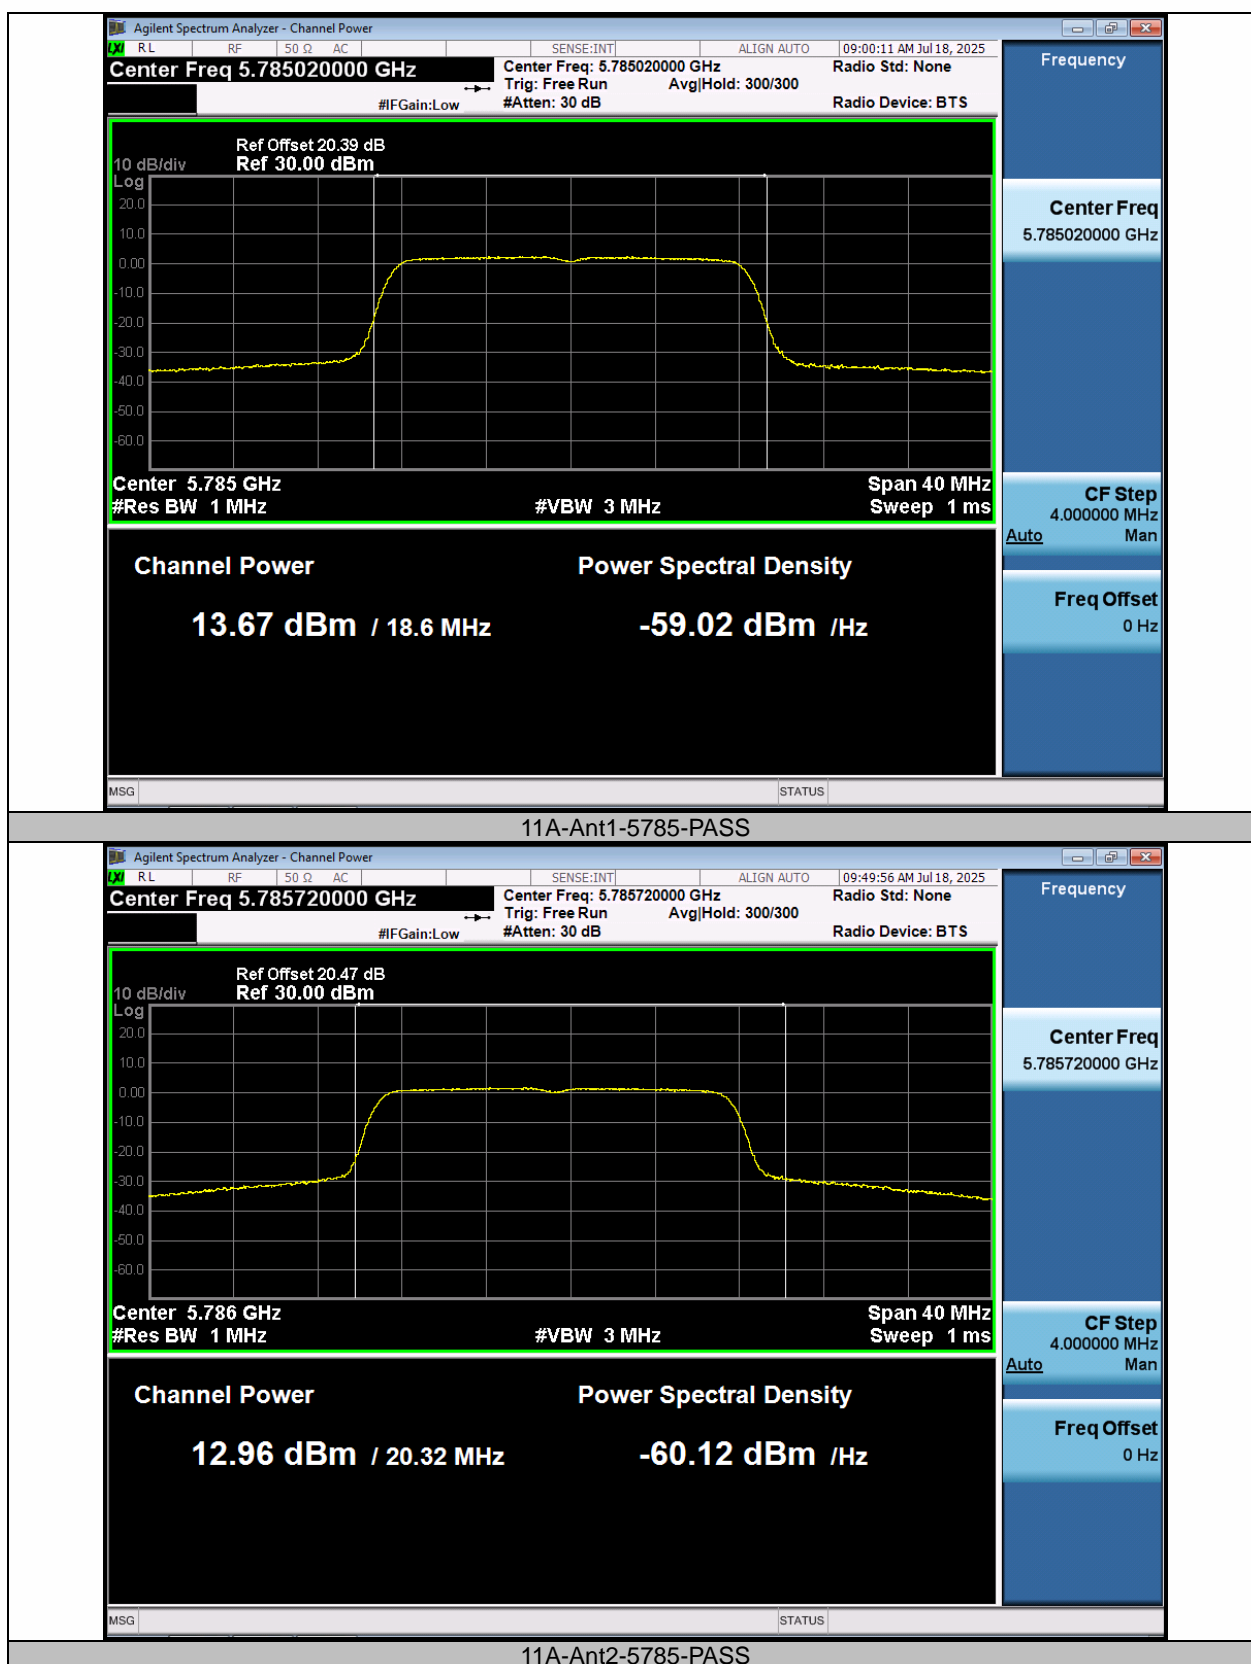 Agilent Spectrum Analyzer - Channel Power
LXI RL RF 50 Ω AC SENSE:INT ALIGN AUTO 09:00:11 AM Jul 18, 2025
Center Freq 5.785020000 GHz
Center Freq: 5.785020000 GHz
Radio Std: None
Trig: Free Run Avg|Hold: 300/300
#IFGain:Low
#Atten: 30 dB
Radio Device: BTS
Frequency
Ref Offset 20.39 dB
10 dB/div Ref 30.00 dBm
Log
20.0
10.0
0.00
-10.0
-20.0
-30.0
-40.0
-50.0
-60.0
Center 5.785 GHz Span 40 MHz
#Res BW 1 MHz #VBW 3 MHz Sweep 1 ms
Center Freq
5.785020000 GHz
CF Step
4.000000 MHz
Auto Man
Freq Offset
0 Hz
Channel Power Power Spectral Density
13.67 dBm / 18.6 MHz -59.02 dBm /Hz
MSG STATUS
11A-Ant1-5785-PASS
Agilent Spectrum Analyzer - Channel Power
LXI RL RF 50 Ω AC SENSE:INT ALIGN AUTO 09:49:56 AM Jul 18, 2025
Center Freq 5.785720000 GHz
Center Freq: 5.785720000 GHz
Radio Std: None
Trig: Free Run Avg|Hold: 300/300
#IFGain:Low
#Atten: 30 dB
Radio Device: BTS
Frequency
Ref Offset 20.47 dB
10 dB/div Ref 30.00 dBm
Log
20.0
10.0
0.00
-10.0
-20.0
-30.0
-40.0
-50.0
-60.0
Center 5.786 GHz Span 40 MHz
#Res BW 1 MHz #VBW 3 MHz Sweep 1 ms
Center Freq
5.785720000 GHz
CF Step
4.000000 MHz
Auto Man
Freq Offset
0 Hz
Channel Power Power Spectral Density
12.96 dBm / 20.32 MHz -60.12 dBm /Hz
MSG STATUS
11A-Ant2-5785-PASS